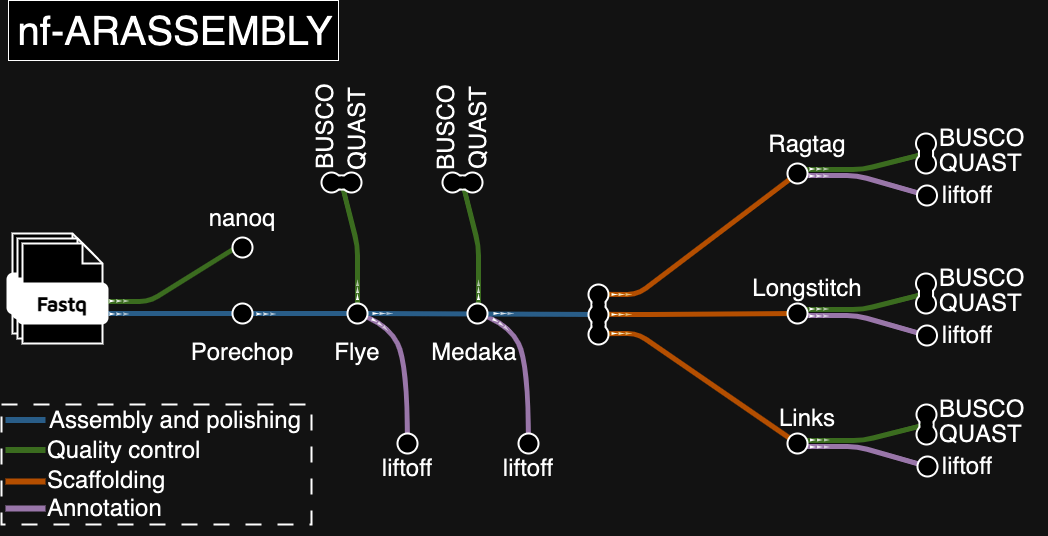 nf-ARASSEMBLY
BUSCO
QUAST
BUSCO
QUAST
nanoq
Fastq
Porechop
Flye
Medaka
liftoff
liftoff
Ragtag
BUSCO
QUAST
liftoff
Longstitch
BUSCO
QUAST
liftoff
Links
BUSCO
QUAST
liftoff
Assembly and polishing
Quality control
Scaffolding
Annotation